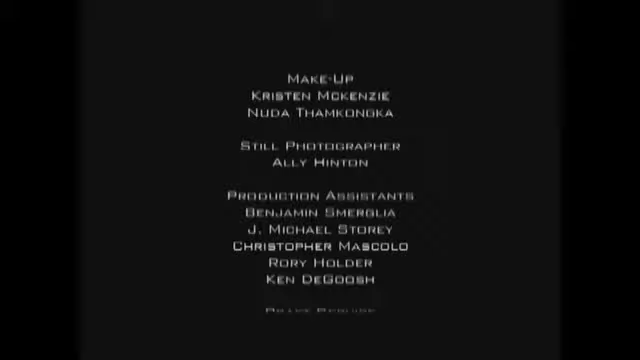 Make-Up
Kristen McKenzie
Nuda Thamkongka
Still Photographer
Ally Hinton
Production Assistants
Benjamin Smerglia
J. Michael Storey
Christopher Mascolo
Rory Holder
Ken DeGoosh